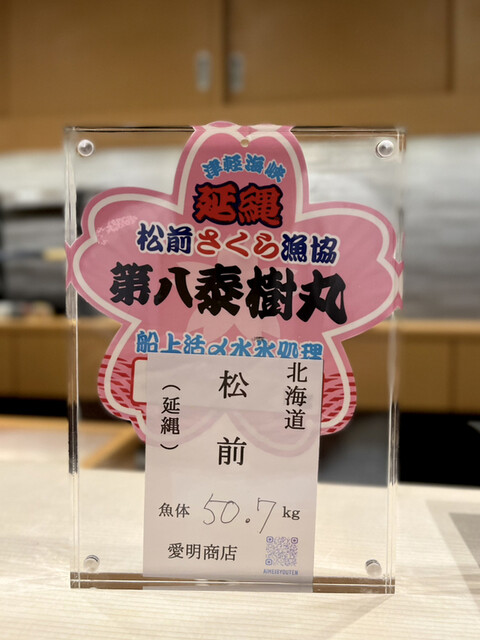 津軽海峡
延縄
松前さくら漁協
第八泰樹丸
船上活〆水氷処理
北海道
松前
（延縄）
魚体 50.7 kg
愛明商店